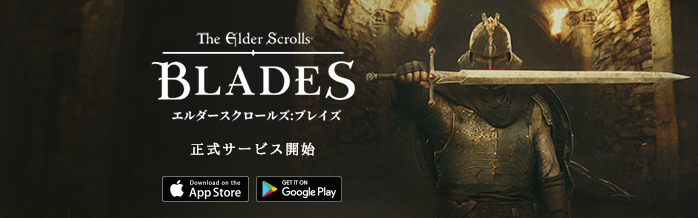 The Elder Scrolls
BLADES
エルダースクロールズ:ブレイズ
正式サービス開始
Download on the
App Store
GET IT ON
Google Play